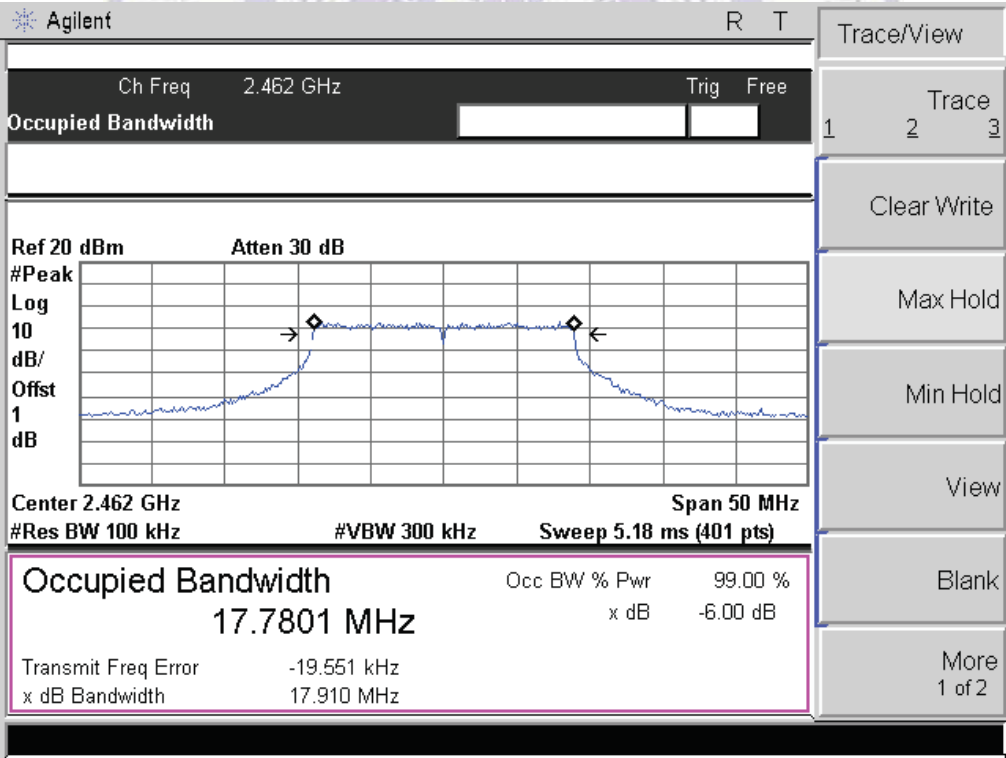 Agilent R T
Trace/View
Ch Freq 2.462 GHz Trig Free
Occupied Bandwidth
Trace
1 2 3
Clear Write
Max Hold
Min Hold
View
Blank
More
1 of 2
Ref 20 dBm Atten 30 dB
#Peak
Log
10
dB/
Offst
1
dB
Center 2.462 GHz Span 50 MHz
#Res BW 100 kHz #VBW 300 kHz Sweep 5.18 ms (401 pts)
Occupied Bandwidth Occ BW % Pwr 99.00 %
17.7801 MHz x dB -6.00 dB
Transmit Freq Error -19.551 kHz
x dB Bandwidth 17.910 MHz